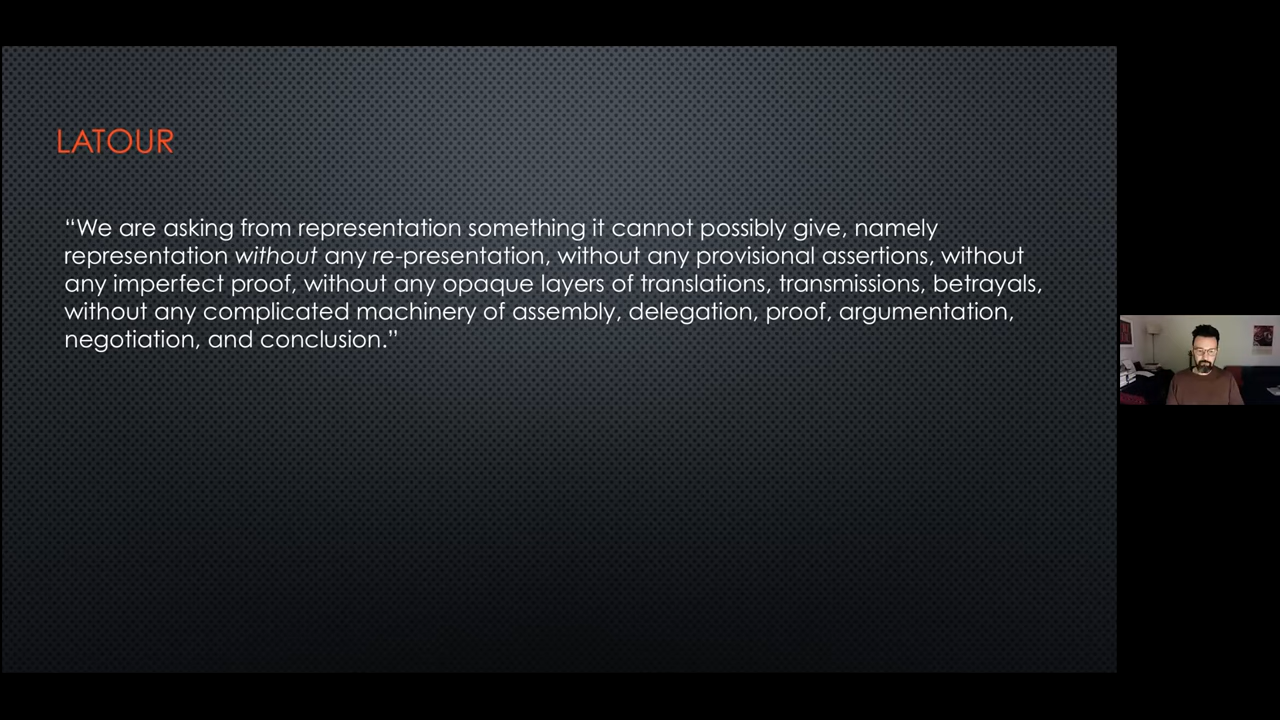 LATOUR
“We are asking from representation something it cannot possibly give, namely
representation without any re-presentation, without any provisional assertions, without
any imperfect proof, without any opaque layers of translations, transmissions, betrayals,
without any complicated machinery of assembly, delegation, proof, argumentation,
negotiation, and conclusion.”